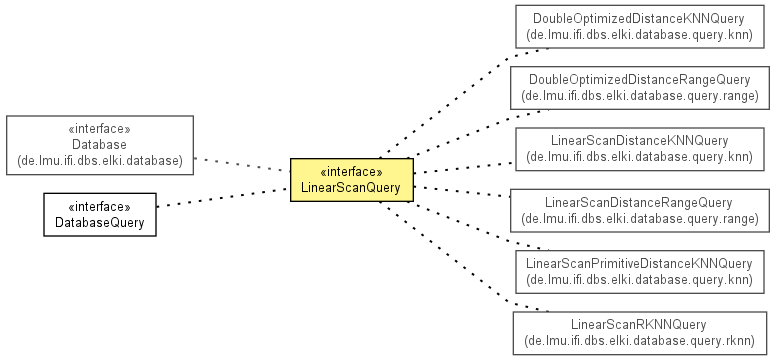 «interface»
Database
(de.lmu.ifi.dbs.elki.database)
«interface»
DatabaseQuery
«interface»
LinearScanQuery
DoubleOptimizedDistanceKNNQuery
(de.lmu.ifi.dbs.elki.database.query.knn)
DoubleOptimizedDistanceRangeQuery
(de.lmu.ifi.dbs.elki.database.query.range)
LinearScanDistanceKNNQuery
(de.lmu.ifi.dbs.elki.database.query.knn)
LinearScanDistanceRangeQuery
(de.lmu.ifi.dbs.elki.database.query.range)
LinearScanPrimitiveDistanceKNNQuery
(de.lmu.ifi.dbs.elki.database.query.knn)
LinearScanRKNNQuery
(de.lmu.ifi.dbs.elki.database.query.rknn)